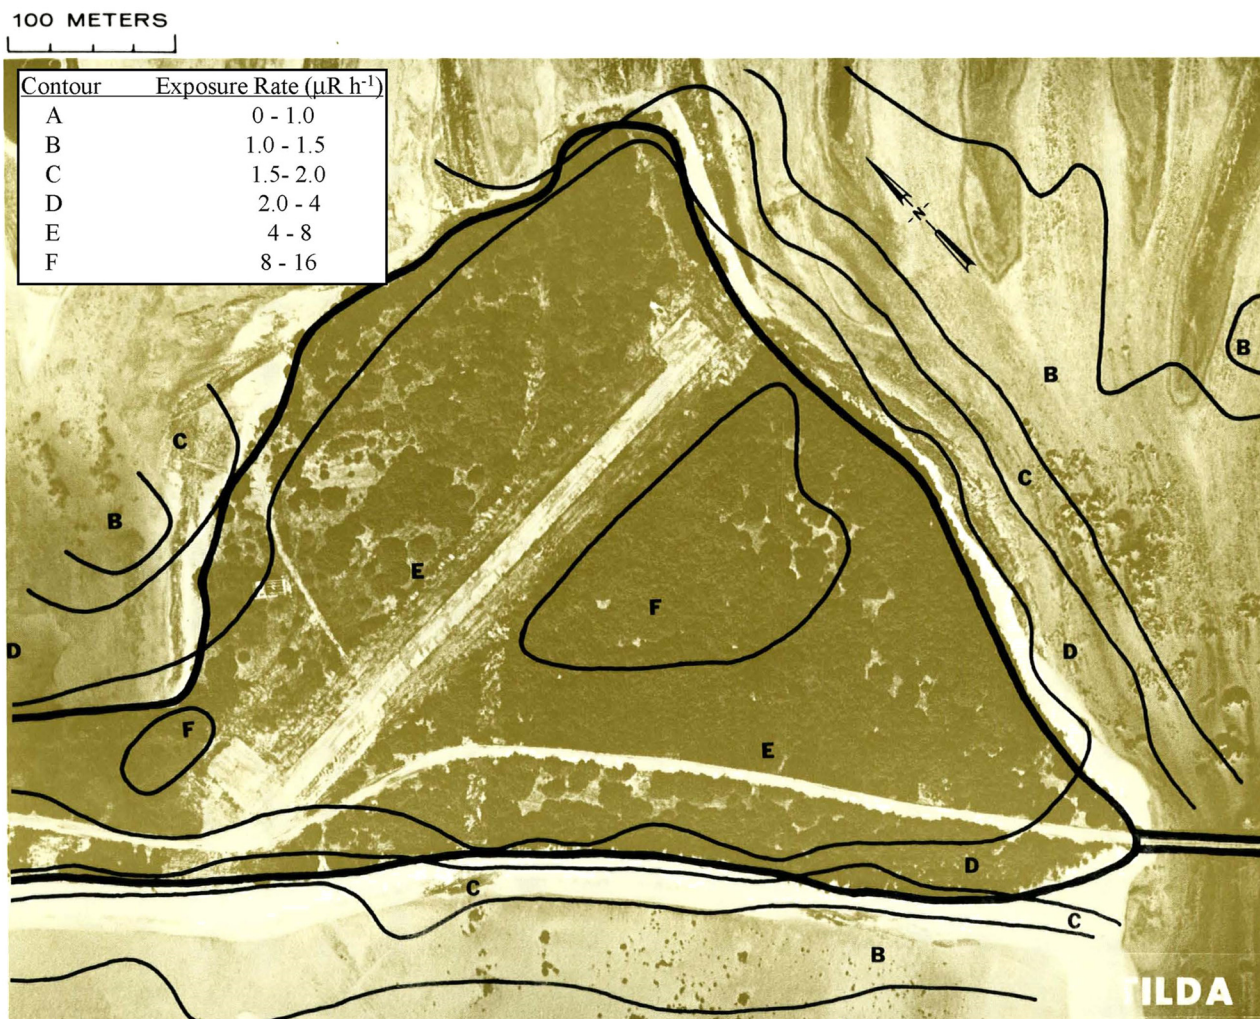 100 METERS
Contour Exposure Rate (μR h⁻¹)
A 0 - 1.0
B 1.0 - 1.5
C 1.5- 2.0
D 2.0 - 4
E 4 - 8
F 8 - 16
N
B
B
C
C
B
E
F
D
D
F
E
D
C
C
B
TILDA